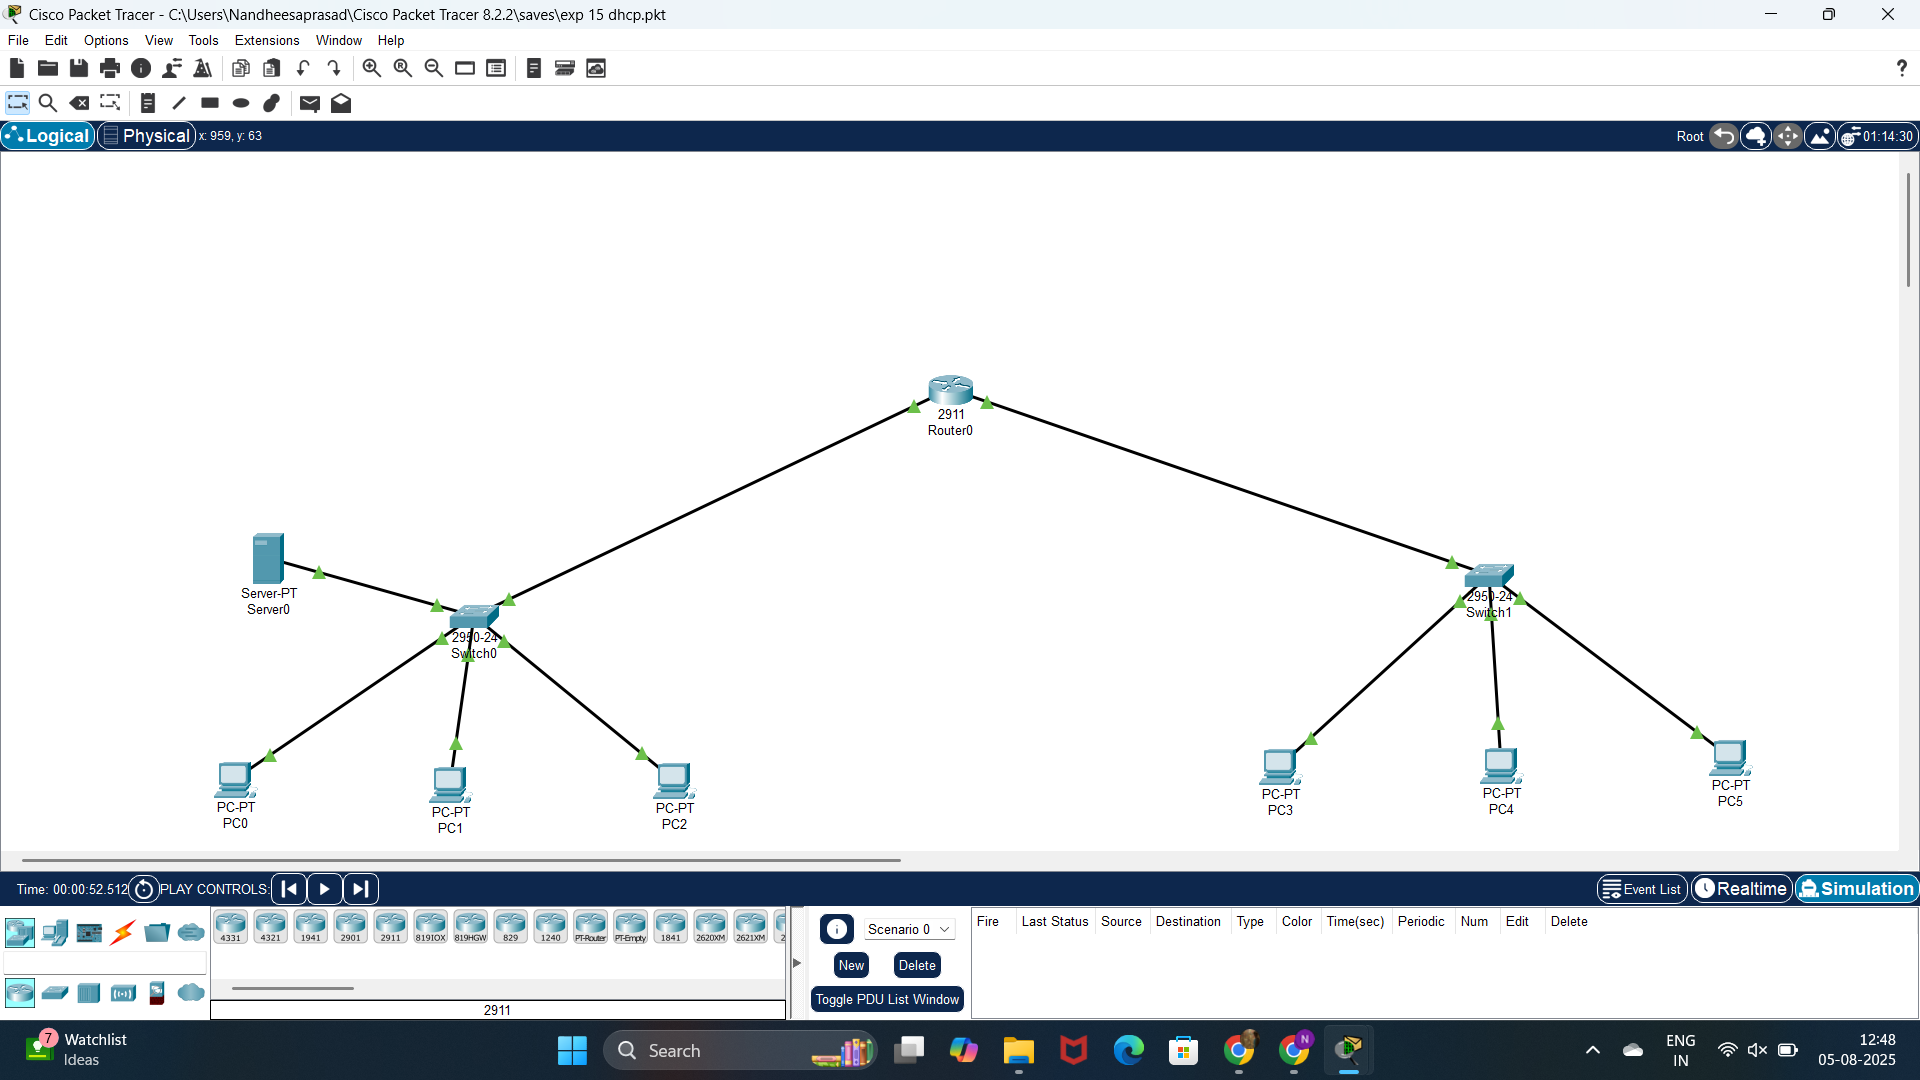 Cisco Packet Tracer - C:\Users\Nandheesaprasad\Cisco Packet Tracer 8.2.2\saves\exp 15 dhcp.pkt
File Edit Options View Tools Extensions Window Help
?
Logical Physical x: 959, y: 63 Root 01:14:30
2911
Router0
Server-PT
Server0
2950-24
Switch0
2950-24
Switch1
PC-PT
PC0
PC-PT
PC1
PC-PT
PC2
PC-PT
PC3
PC-PT
PC4
PC-PT
PC5
Time: 00:00:52.512 PLAY CONTROLS: Event List Realtime Simulation
4331 4321 1941 2901 2911 819IOX 819HGW 829 1240 PT-Router PT-Empty 1841 2620XM 2621XM 2
2911
Scenario 0
New Delete
Toggle PDU List Window
Fire Last Status Source Destination Type Color Time(sec) Periodic Num Edit Delete
7
Watchlist
Ideas
Search
N
ENG
IN
12:48
05-08-2025